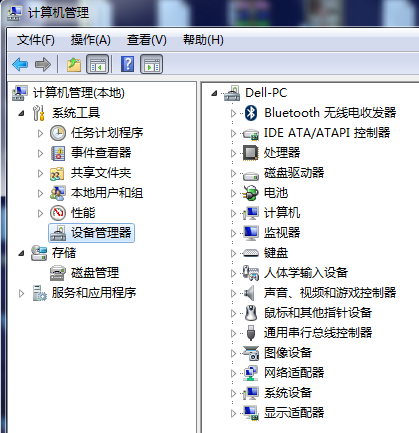 计算机管理
文件(F) 操作(A) 查看(V) 帮助(H)
计算机管理(本地)
系统工具
任务计划程序
事件查看器
共享文件夹
本地用户和组
性能
设备管理器
存储
磁盘管理
服务和应用程序
Dell-PC
Bluetooth 无线电收发器
IDE ATA/ATAPI 控制器
处理器
磁盘驱动器
电池
计算机
监视器
键盘
人体学输入设备
声音、视频和游戏控制器
鼠标和其他指针设备
通用串行总线控制器
图像设备
网络适配器
系统设备
显示适配器